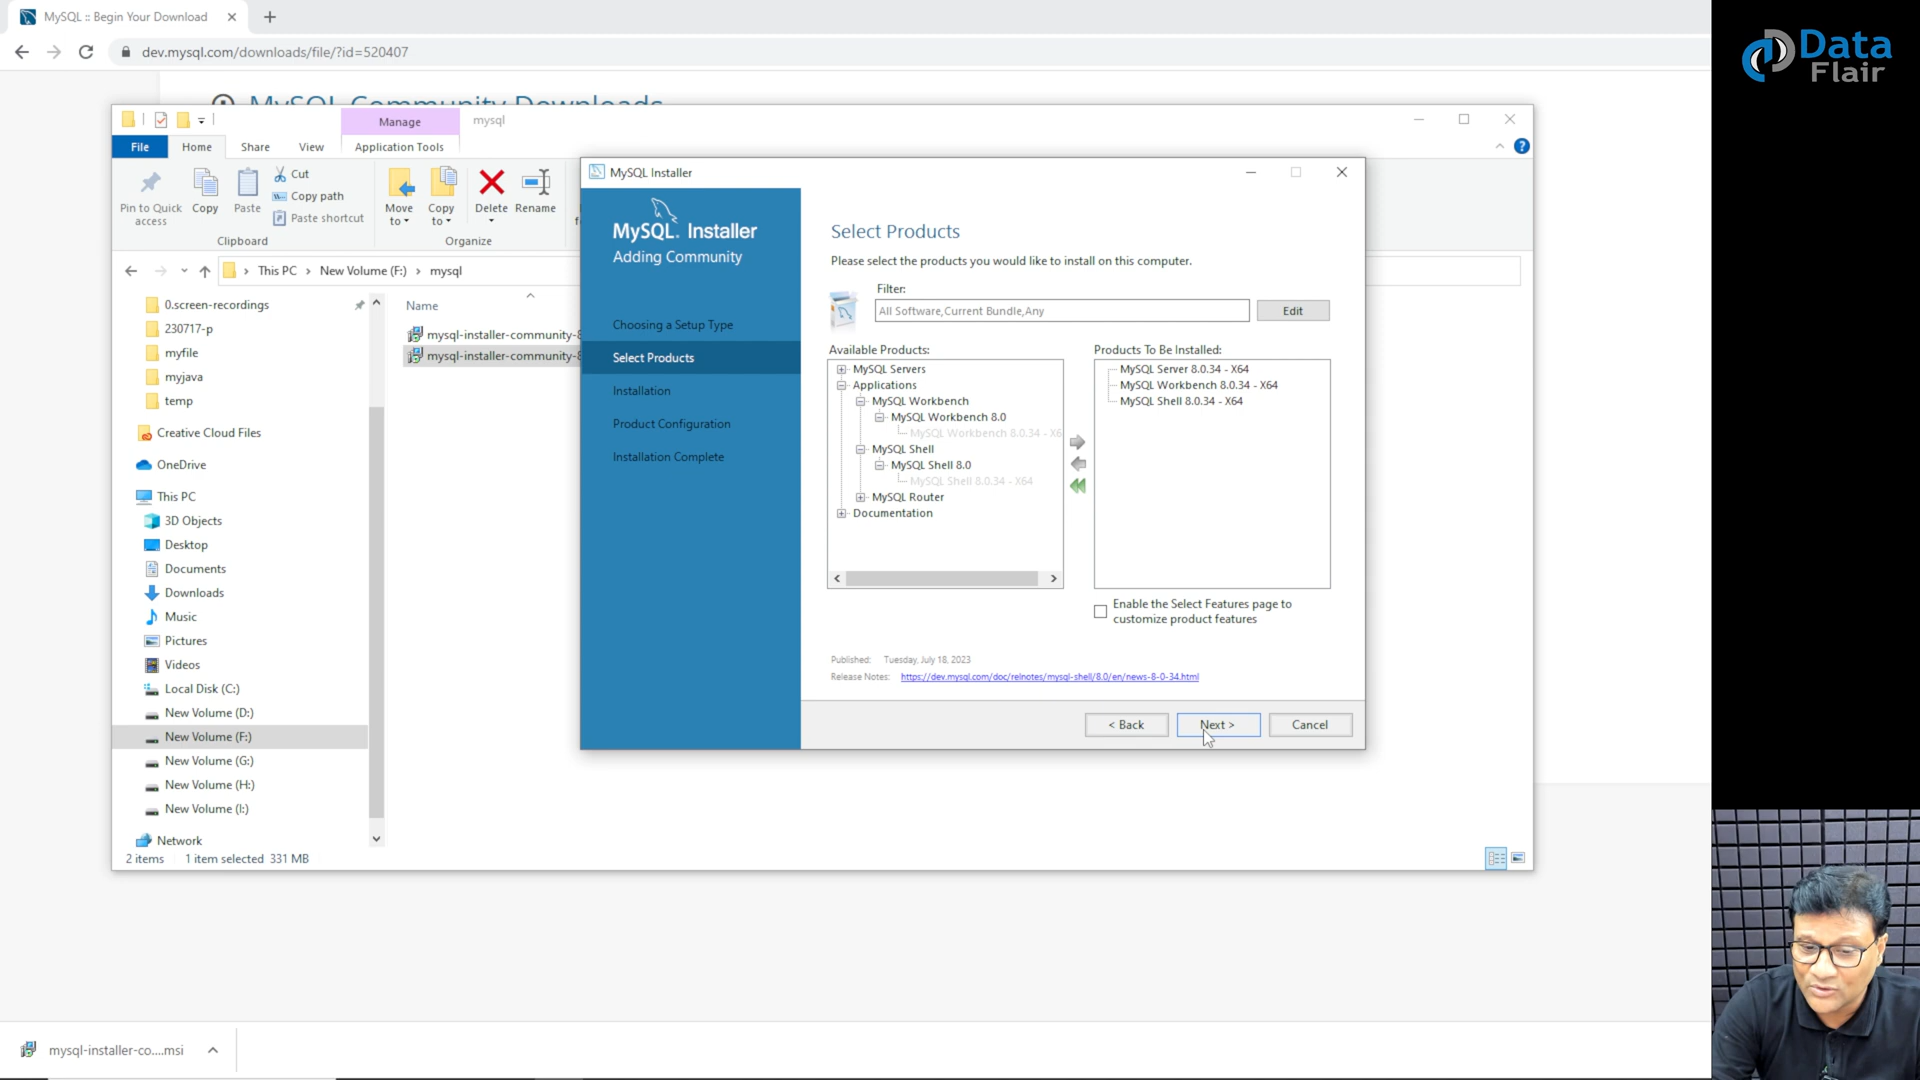 MySQL :: Begin Your Download
dev.mysql.com/downloads/file/?id=520407
Data
Flair
MySQL Community Downloads
Manage
mysql
File
Home
Share
View
Application Tools
Pin to Quick
access
Copy
Paste
Cut
Copy path
Paste shortcut
Clipboard
Move
to
Copy
to
Delete
Rename
Organize
This PC
New Volume (F:)
mysql
0.screen-recordings
230717-p
myfile
myjava
temp
Creative Cloud Files
OneDrive
This PC
3D Objects
Desktop
Documents
Downloads
Music
Pictures
Videos
Local Disk (C:)
New Volume (D:)
New Volume (F:)
New Volume (G:)
New Volume (H:)
New Volume (I:)
Network
Name
mysql-installer-community-8
mysql-installer-community-8
2 items
1 item selected 331 MB
MySQL Installer
MySQL. Installer
Adding Community
Choosing a Setup Type
Select Products
Installation
Product Configuration
Installation Complete
Select Products
Please select the products you would like to install on this computer.
Filter:
All Software,Current Bundle,Any
Edit
Available Products:
MySQL Servers
Applications
MySQL Workbench
MySQL Workbench 8.0
MySQL Workbench 8.0.34 - X6
MySQL Shell
MySQL Shell 8.0
MySQL Shell 8.0.34 - X64
MySQL Router
Documentation
Products To Be Installed:
MySQL Server 8.0.34 - X64
MySQL Workbench 8.0.34 - X64
MySQL Shell 8.0.34 - X64
Enable the Select Features page to
customize product features
Published: Tuesday, July 18, 2023
Release Notes: https://dev.mysql.com/doc/relnotes/mysql-shell/8.0/en/news-8-0-34.html
< Back
Next >
Cancel
mysql-installer-co....msi